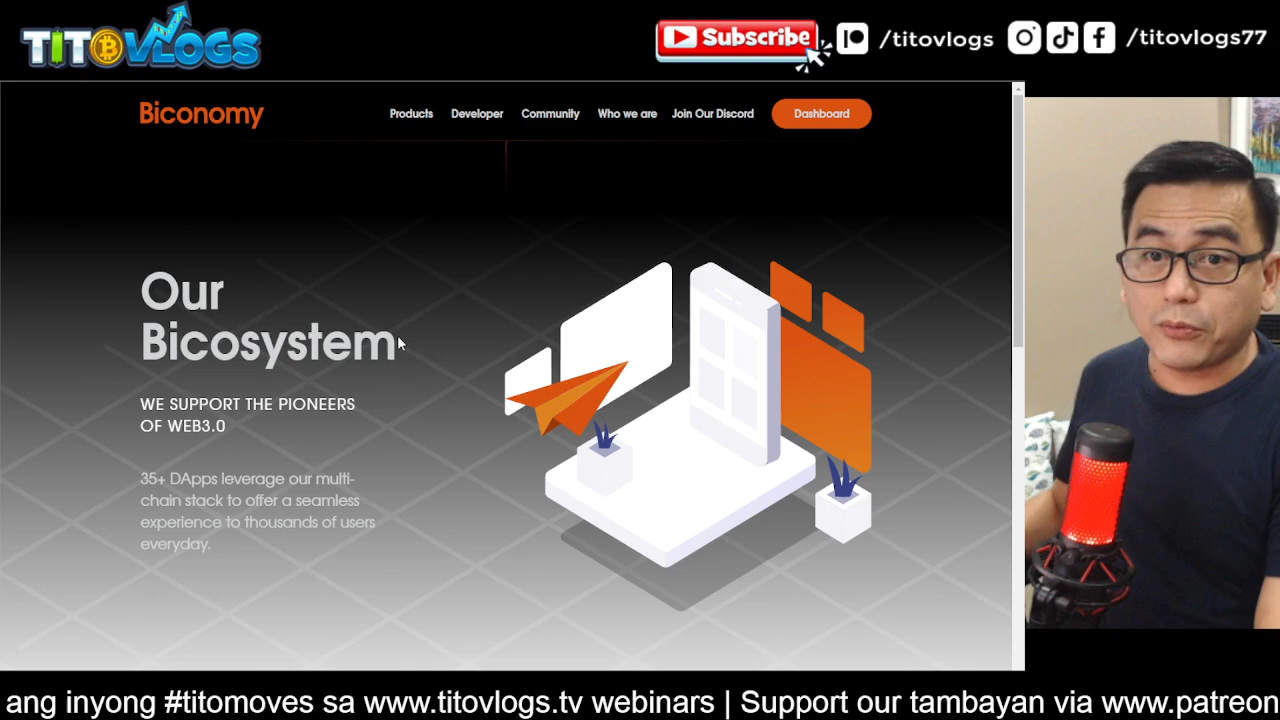 TITOVLOGS
Subscribe
/titovlogs
/titovlogs77
Biconomy
Products
Developer
Community
Who we are
Join Our Discord
Dashboard
Our
Bicosystem
WE SUPPORT THE PIONEERS
OF WEB3.0
35+ DApps leverage our multi-
chain stack to offer a seamless
experience to thousands of users
everyday.
ang inyong #titomoves sa www.titovlogs.tv webinars | Support our tambayan via www.patreon